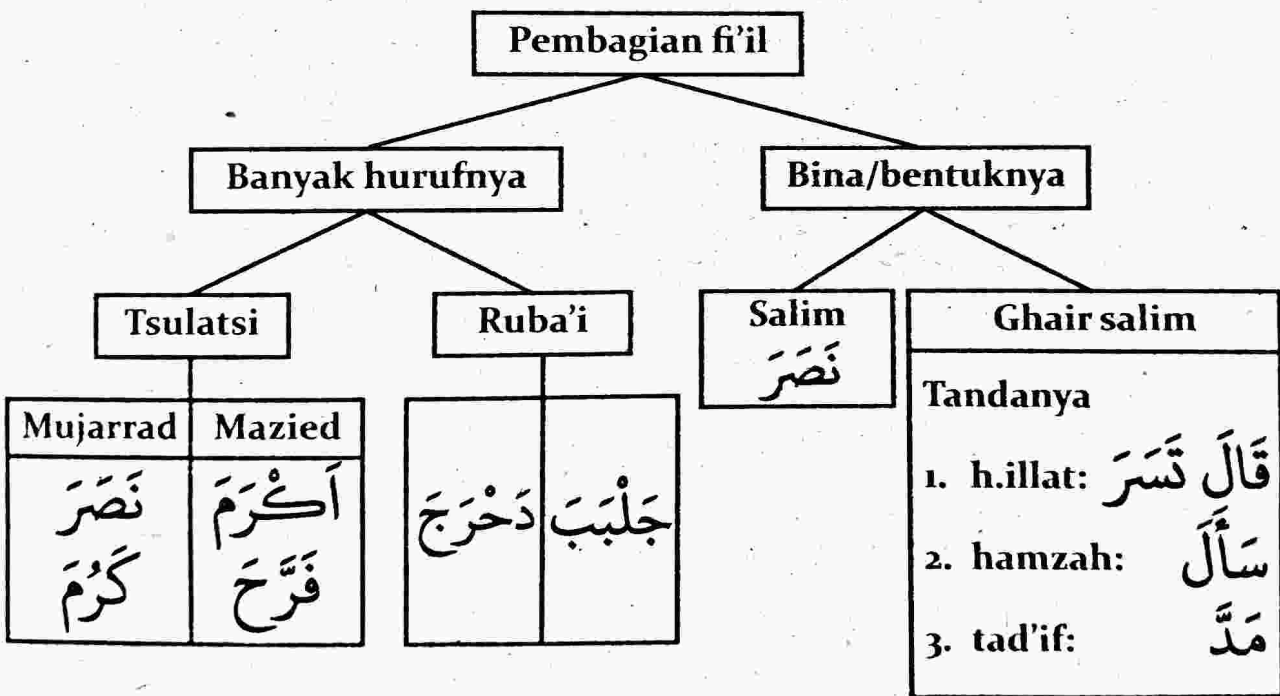 Pembagian fi'il
Banyak hurufnya
Bina/bentuknya
Tsulatsi
Ruba'i
Salim
نَصَرَ
Ghair salim
Mujarrad
Mazied
نَصَرَ
اَكْرَمَ
كَرُمَ
فَرَّحَ
دَحْرَجَ
جَلْبَبَ
Tandanya
1. h.illat: قَالَ تَسَرَ
2. hamzah: سَأَلَ
3. tad'if: مَدَّ